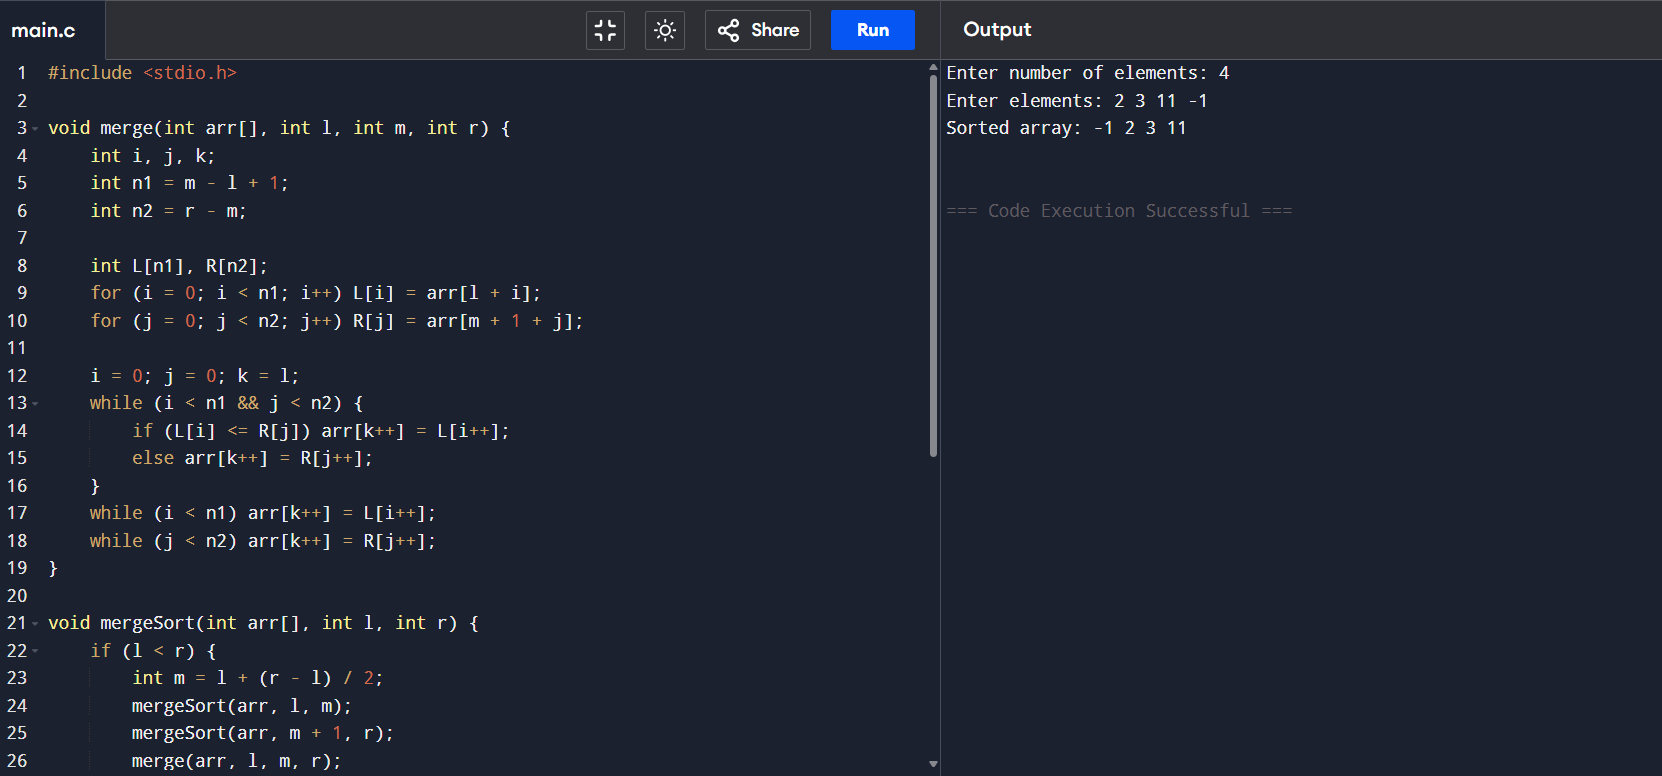 main.c
Share
Run
Output
1 #include <stdio.h>
2
3 void merge(int arr[], int l, int m, int r) {
4     int i, j, k;
5     int n1 = m - l + 1;
6     int n2 = r - m;
7
8     int L[n1], R[n2];
9     for (i = 0; i < n1; i++) L[i] = arr[l + i];
10     for (j = 0; j < n2; j++) R[j] = arr[m + 1 + j];
11
12     i = 0; j = 0; k = l;
13     while (i < n1 && j < n2) {
14         if (L[i] <= R[j]) arr[k++] = L[i++];
15         else arr[k++] = R[j++];
16     }
17     while (i < n1) arr[k++] = L[i++];
18     while (j < n2) arr[k++] = R[j++];
19 }
20
21 void mergeSort(int arr[], int l, int r) {
22     if (l < r) {
23         int m = l + (r - l) / 2;
24         mergeSort(arr, l, m);
25         mergeSort(arr, m + 1, r);
26         merge(arr, l, m, r);
Enter number of elements: 4
Enter elements: 2 3 11 -1
Sorted array: -1 2 3 11
=== Code Execution Successful ===